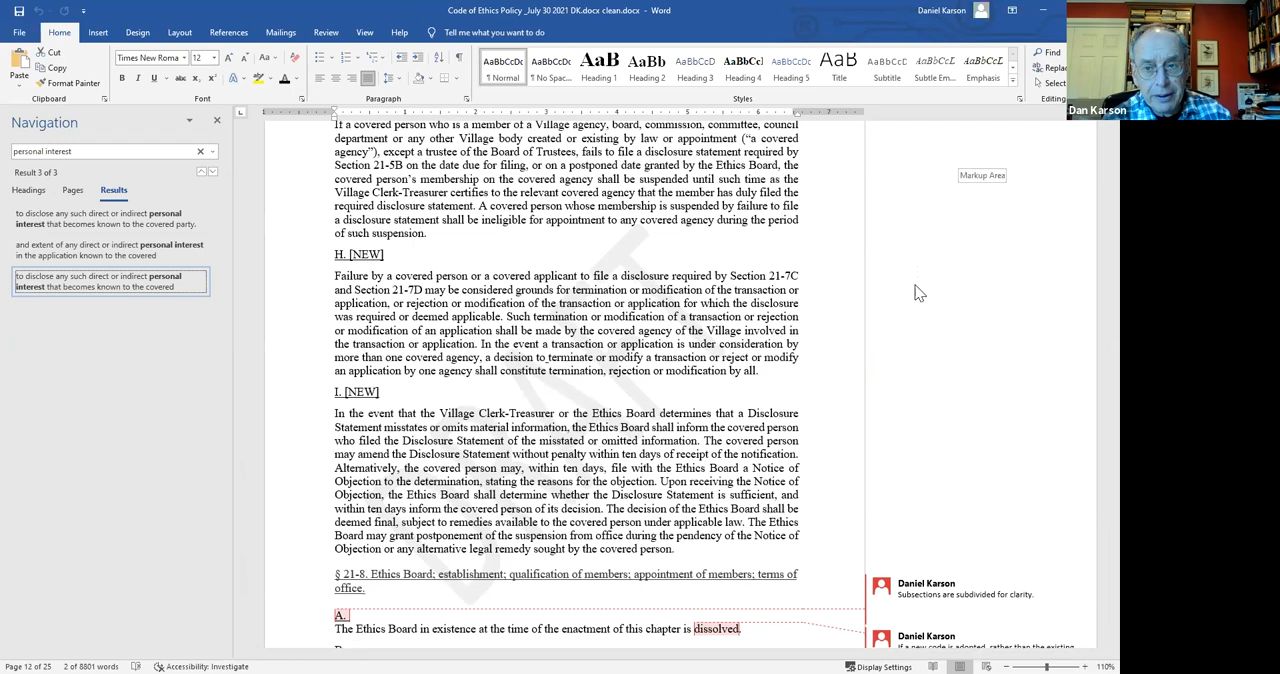 Code of Ethics Policy _July 30 2021 DK.docx clean.docx - Word
Daniel Karson
File Home Insert Design Layout References Mailings Review View Help Tell me what you want to do
Paste
Cut
Copy
Format Painter
Clipboard
Times New Roma 12
Font
Paragraph
AaBbCcDc AaBbCcDc AaB AaBb AaBbCc AaBbCc AaBbCcDc AaB AaBbCcD AaBbCcL AaBbCcL
¶ Normal ¶ No Spac... Heading 1 Heading 2 Heading 3 Heading 4 Heading 5 Title Subtitle Subtle Em... Emphasis
Styles
Find
Replac
Select
Editing
Dan Karson
Navigation
personal interest
Result 3 of 3
Headings Pages Results
to disclose any such direct or indirect personal
interest that becomes known to the covered party.
and extent of any direct or indirect personal interest
in the application known to the covered
to disclose any such direct or indirect personal
interest that becomes known to the covered
If a covered person who is a member of a Village agency, board, commission, committee, council
department or any other Village body created or existing by law or appointment (“a covered
agency”), except a trustee of the Board of Trustees, fails to file a disclosure statement required by
Section 21-5B on the date due for filing, or on a postponed date granted by the Ethics Board, the
covered person’s membership on the covered agency shall be suspended until such time as the
Village Clerk-Treasurer certifies to the relevant covered agency that the member has duly filed the
required disclosure statement. A covered person whose membership is suspended by failure to file
a disclosure statement shall be ineligible for appointment to any covered agency during the period
of such suspension.
H. [NEW]
Failure by a covered person or a covered applicant to file a disclosure required by Section 21-7C
and Section 21-7D may be considered grounds for termination or modification of the transaction or
application, or rejection or modification of the transaction or application for which the disclosure
was required or deemed applicable. Such termination or modification of a transaction or rejection
or modification of an application shall be made by the covered agency of the Village involved in
the transaction or application. In the event a transaction or application is under consideration by
more than one covered agency, a decision to terminate or modify a transaction or reject or modify
an application by one agency shall constitute termination, rejection or modification by all.
I. [NEW]
In the event that the Village Clerk-Treasurer or the Ethics Board determines that a Disclosure
Statement misstates or omits material information, the Ethics Board shall inform the covered person
who filed the Disclosure Statement of the misstated or omitted information. The covered person
may amend the Disclosure Statement without penalty within ten days of receipt of the notification.
Alternatively, the covered person may, within ten days, file with the Ethics Board a Notice of
Objection to the determination, stating the reasons for the objection. Upon receiving the Notice of
Objection, the Ethics Board shall determine whether the Disclosure Statement is sufficient, and
within ten days inform the covered person of its decision. The decision of the Ethics Board shall be
deemed final, subject to remedies available to the covered person under applicable law. The Ethics
Board may grant postponement of the suspension from office during the pendency of the Notice of
Objection or any alternative legal remedy sought by the covered person.
§ 21-8. Ethics Board; establishment; qualification of members; appointment of members; terms of
office.
A.
The Ethics Board in existence at the time of the enactment of this chapter is dissolved.
DRAFT
Markup Area
Daniel Karson
Subsections are subdivided for clarity.
Daniel Karson
If a new code is adopted, rather than the existing
Page 12 of 25 2 of 8801 words Accessibility: Investigate
Display Settings 110%